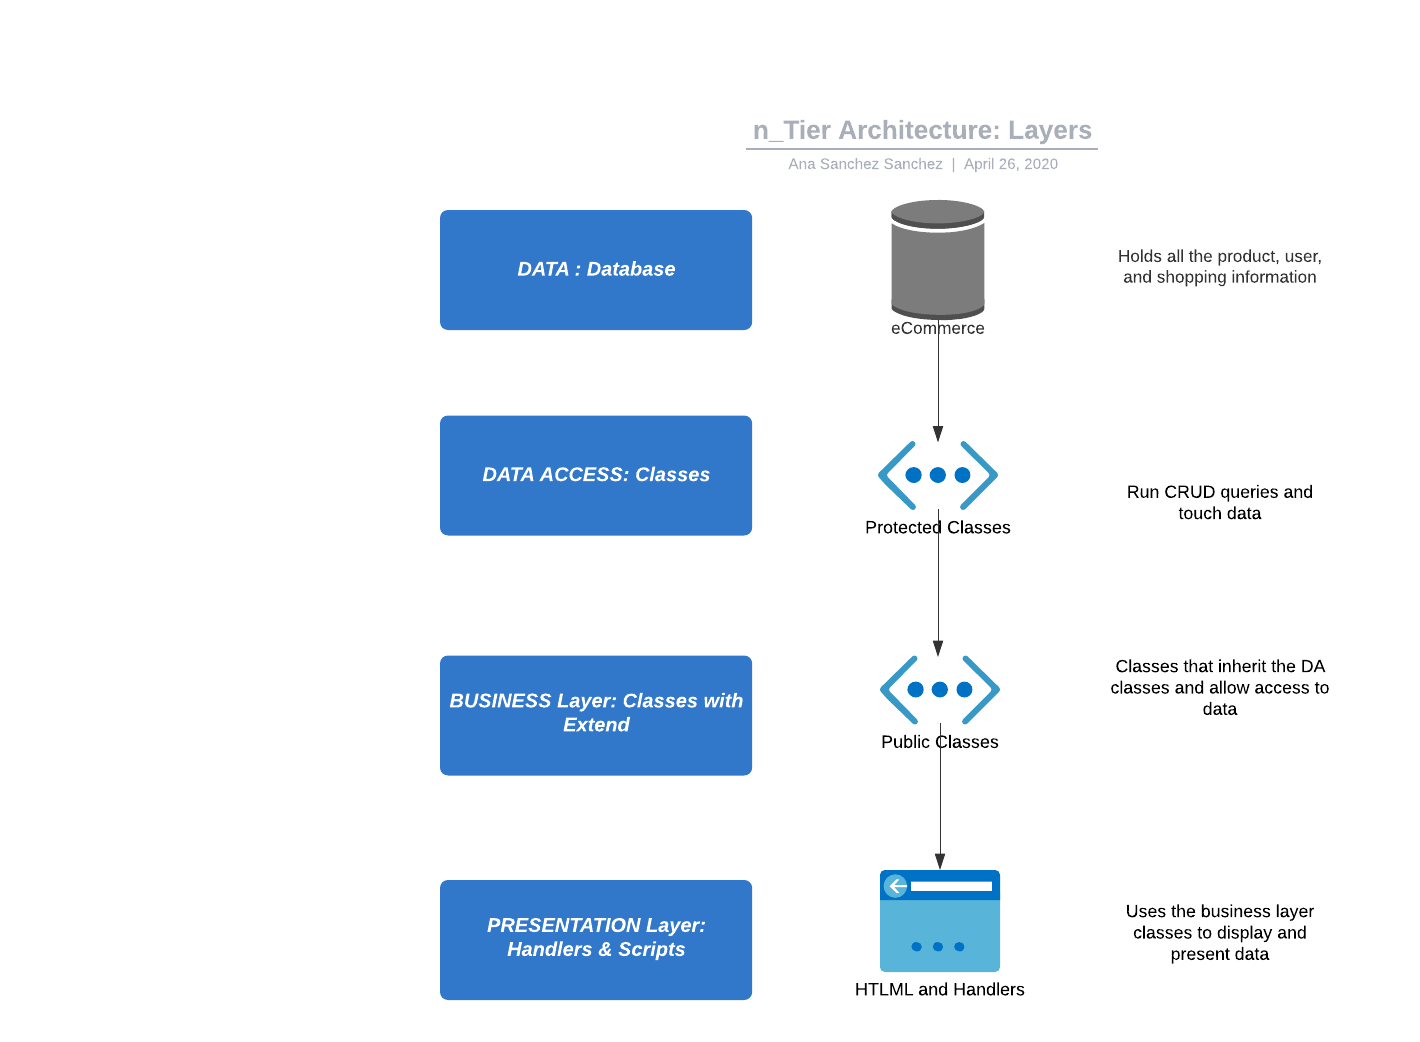 n_Tier Architecture: Layers
Ana Sanchez Sanchez | April 26, 2020
DATA : Database
eCommerce
Holds all the product, user,
and shopping information
DATA ACCESS: Classes
Protected Classes
Run CRUD queries and
touch data
BUSINESS Layer: Classes with
Extend
Public Classes
Classes that inherit the DA
classes and allow access to
data
PRESENTATION Layer:
Handlers & Scripts
HTLML and Handlers
Uses the business layer
classes to display and
present data